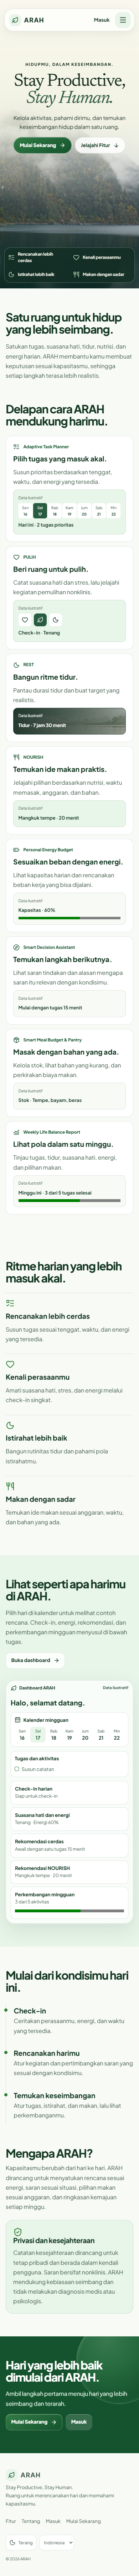 ARAH
Masuk
HIDUPMU, DALAM KESEIMBANGAN.
Stay Productive,
Stay Human.
Kelola aktivitas, pahami dirimu, dan temukan
keseimbangan hidup dalam satu ruang.
Mulai Sekarang
Jelajahi Fitur
Rencanakan lebih
cerdas
Kenali perasaanmu
Istirahat lebih baik
Makan dengan sadar
Satu ruang untuk hidup
yang lebih seimbang.
Satukan tugas, suasana hati, tidur, nutrisi, dan
energi harian. ARAH membantu kamu membuat
keputusan sesuai kapasitasmu, sehingga
setiap langkah terasa lebih realistis.
Delapan cara ARAH
mendukung harimu.
Adaptive Task Planner
Pilih tugas yang masuk akal.
Susun prioritas berdasarkan tenggat,
waktu, dan energi yang tersedia.
Data ilustratif
Sen Sel Rab Kam Jum Sab Min
16 17 18 19 20 21 22
Hari ini · 2 tugas prioritas
PULIH
Beri ruang untuk pulih.
Catat suasana hati dan stres, lalu jelajahi
kegiatan pemulihan nonklinis.
Data ilustratif
Check-in · Tenang
REST
Bangun ritme tidur.
Pantau durasi tidur dan buat target yang
realistis.
Data ilustratif
Tidur · 7 jam 30 menit
NOURISH
Temukan ide makan praktis.
Jelajahi pilihan berdasarkan nutrisi, waktu
memasak, anggaran, dan bahan.
Data ilustratif
Mangkuk tempe · 20 menit
Personal Energy Budget
Sesuaikan beban dengan energi.
Lihat kapasitas harian dan rencanakan
beban kerja yang bisa dijalani.
Data ilustratif
Kapasitas · 60%
Smart Decision Assistant
Temukan langkah berikutnya.
Lihat saran tindakan dan alasan mengapa
saran itu relevan dengan kondisimu.
Data ilustratif
Mulai dengan tugas 15 menit
Smart Meal Budget & Pantry
Masak dengan bahan yang ada.
Kelola stok, lihat bahan yang kurang, dan
perkirakan biaya makan.
Data ilustratif
Stok · Tempe, bayam, beras
Weekly Life Balance Report
Lihat pola dalam satu minggu.
Tinjau tugas, tidur, suasana hati, energi,
dan pilihan makan.
Data ilustratif
Minggu ini · 3 dari 5 tugas selesai
Ritme harian yang lebih
masuk akal.
Rencanakan lebih cerdas
Susun tugas sesuai tenggat, waktu, dan energi
yang tersedia.
Kenali perasaanmu
Amati suasana hati, stres, dan energi melalui
check-in singkat.
Istirahat lebih baik
Bangun rutinitas tidur dan pahami pola
istirahatmu.
Makan dengan sadar
Temukan ide makan sesuai anggaran, waktu,
dan bahan yang ada.
Lihat seperti apa harimu
di ARAH.
Pilih hari di kalender untuk melihat contoh
rencana. Check-in, energi, rekomendasi, dan
perkembangan mingguan menyusul di bawah
tugas.
Buka dashboard
Dashboard ARAH
Data ilustratif
Halo, selamat datang.
Kalender mingguan
Sen Sel Rab Kam Jum Sab Min
16 17 18 19 20 21 22
Tugas dan aktivitas
Susun catatan
Check-in harian
Siap untuk check-in
Suasana hati dan energi
Tenang · Energi 60%
Rekomendasi cerdas
Awali dengan satu tugas 15 menit
Rekomendasi NOURISH
Mangkuk tempe · 20 menit
Perkembangan mingguan
3 dari 5 aktivitas
Mulai dari kondisimu hari
ini.
Check-in
Ceritakan perasaanmu, energi, dan waktu
yang tersedia.
Rencanakan harimu
Atur kegiatan dan pertimbangkan saran yang
sesuai dengan kondisimu.
Temukan keseimbangan
Atur tugas, istirahat, dan makan, lalu lihat
perkembanganmu.
Mengapa ARAH?
Kapasitasmu berubah dari hari ke hari. ARAH
dirancang untuk menyatukan rencana sesuai
energi, saran sesuai situasi, pilihan makan
sesuai anggaran, dan ringkasan kemajuan
setiap minggu.
Privasi dan kesejahteraan
Catatan kesejahteraan dirancang untuk
tetap pribadi dan berada dalam kendali
pengguna. Saran bersifat nonklinis. ARAH
mendukung kebiasaan seimbang dan
tidak melakukan diagnosis medis atau
psikologis.
Hari yang lebih baik
dimulai dari ARAH.
Ambil langkah pertama menuju hari yang lebih
seimbang dan terarah.
Mulai Sekarang
Masuk
ARAH
Stay Productive, Stay Human.
Ruang untuk merencanakan hari dan memahami
kapasitasmu.
Fitur Tentang Masuk Mulai Sekarang
Terang
Indonesia
© 2026 ARAH